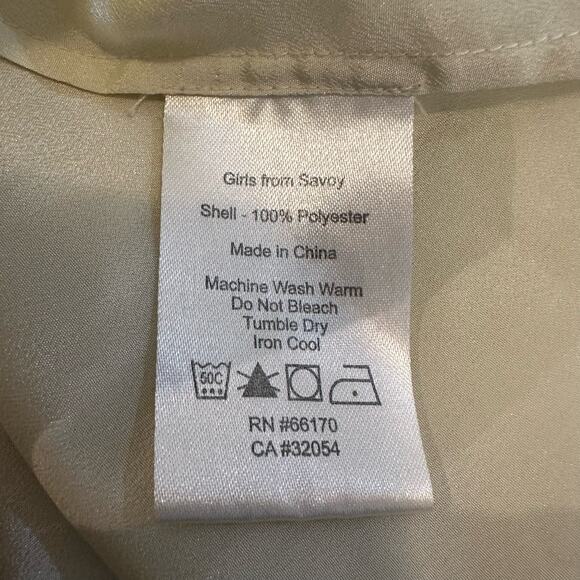 Girls from Savoy
Shell - 100% Polyester
Made in China
Machine Wash Warm
Do Not Bleach
Tumble Dry
Iron Cool
50C
RN #66170
CA #32054